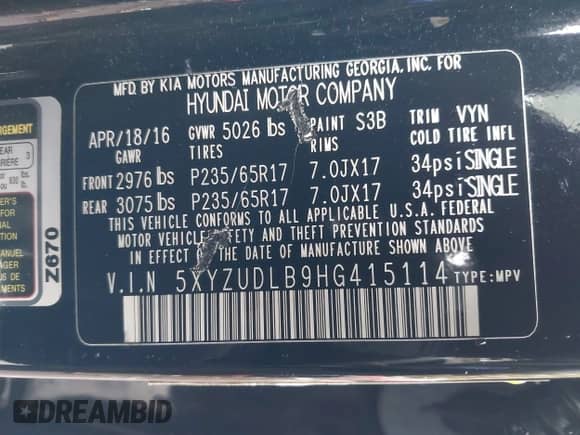 MFD. BY KIA MOTORS MANUFACTURING GEORGIA, INC. FOR
HYUNDAI MOTOR COMPANY
APR/18/16 GVWR 5026 lbs PAINT S3B TRIM VYN
GAWR TIRES RIMS COLD TIRE INFL
FRONT 2976 lbs P235/65R17 7.0JX17 34psi SINGLE
REAR 3075 lbs P235/65R17 7.0JX17 34psi SINGLE
THIS VEHICLE CONFORMS TO ALL APPLICABLE U.S.A. FEDERAL
MOTOR VEHICLE SAFETY AND THEFT PREVENTION STANDARDS
IN EFFECT ON THE DATE OF MANUFACTURE SHOWN ABOVE.
V.I.N 5XYZUDLB9HG415114 TYPE: MPV
Z670
DREAMBID